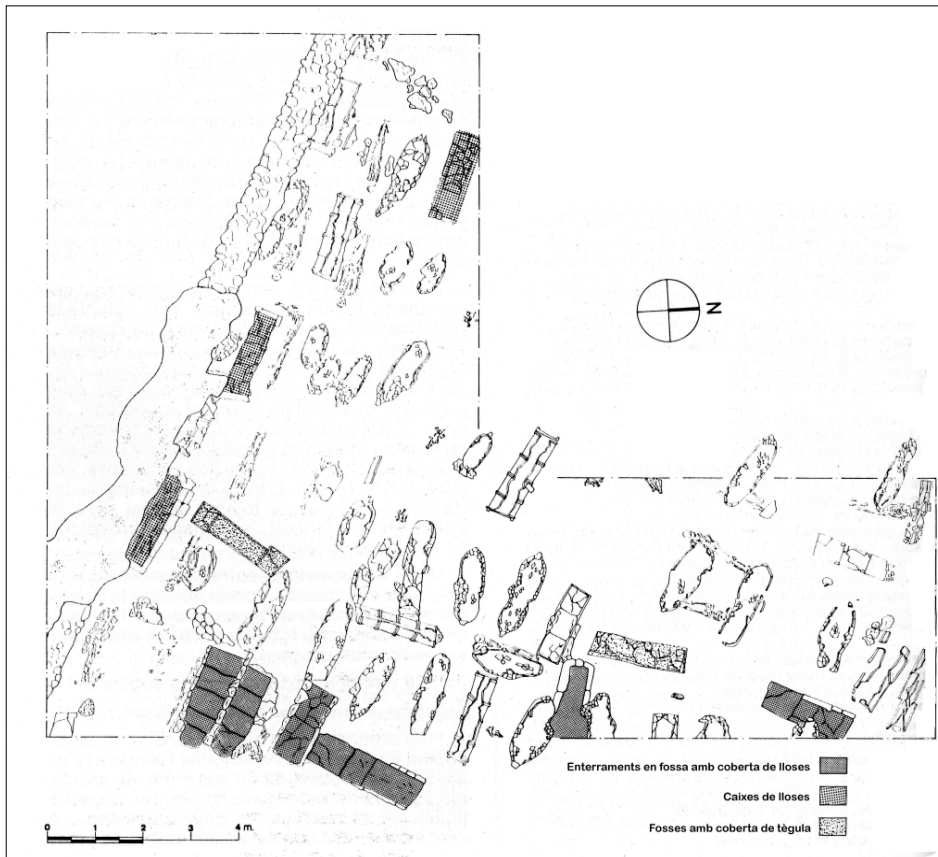 N
Enterraments en fossa amb coberta de lloses
Caixes de lloses
Fosses amb coberta de tègula
0 1 2 4 m.